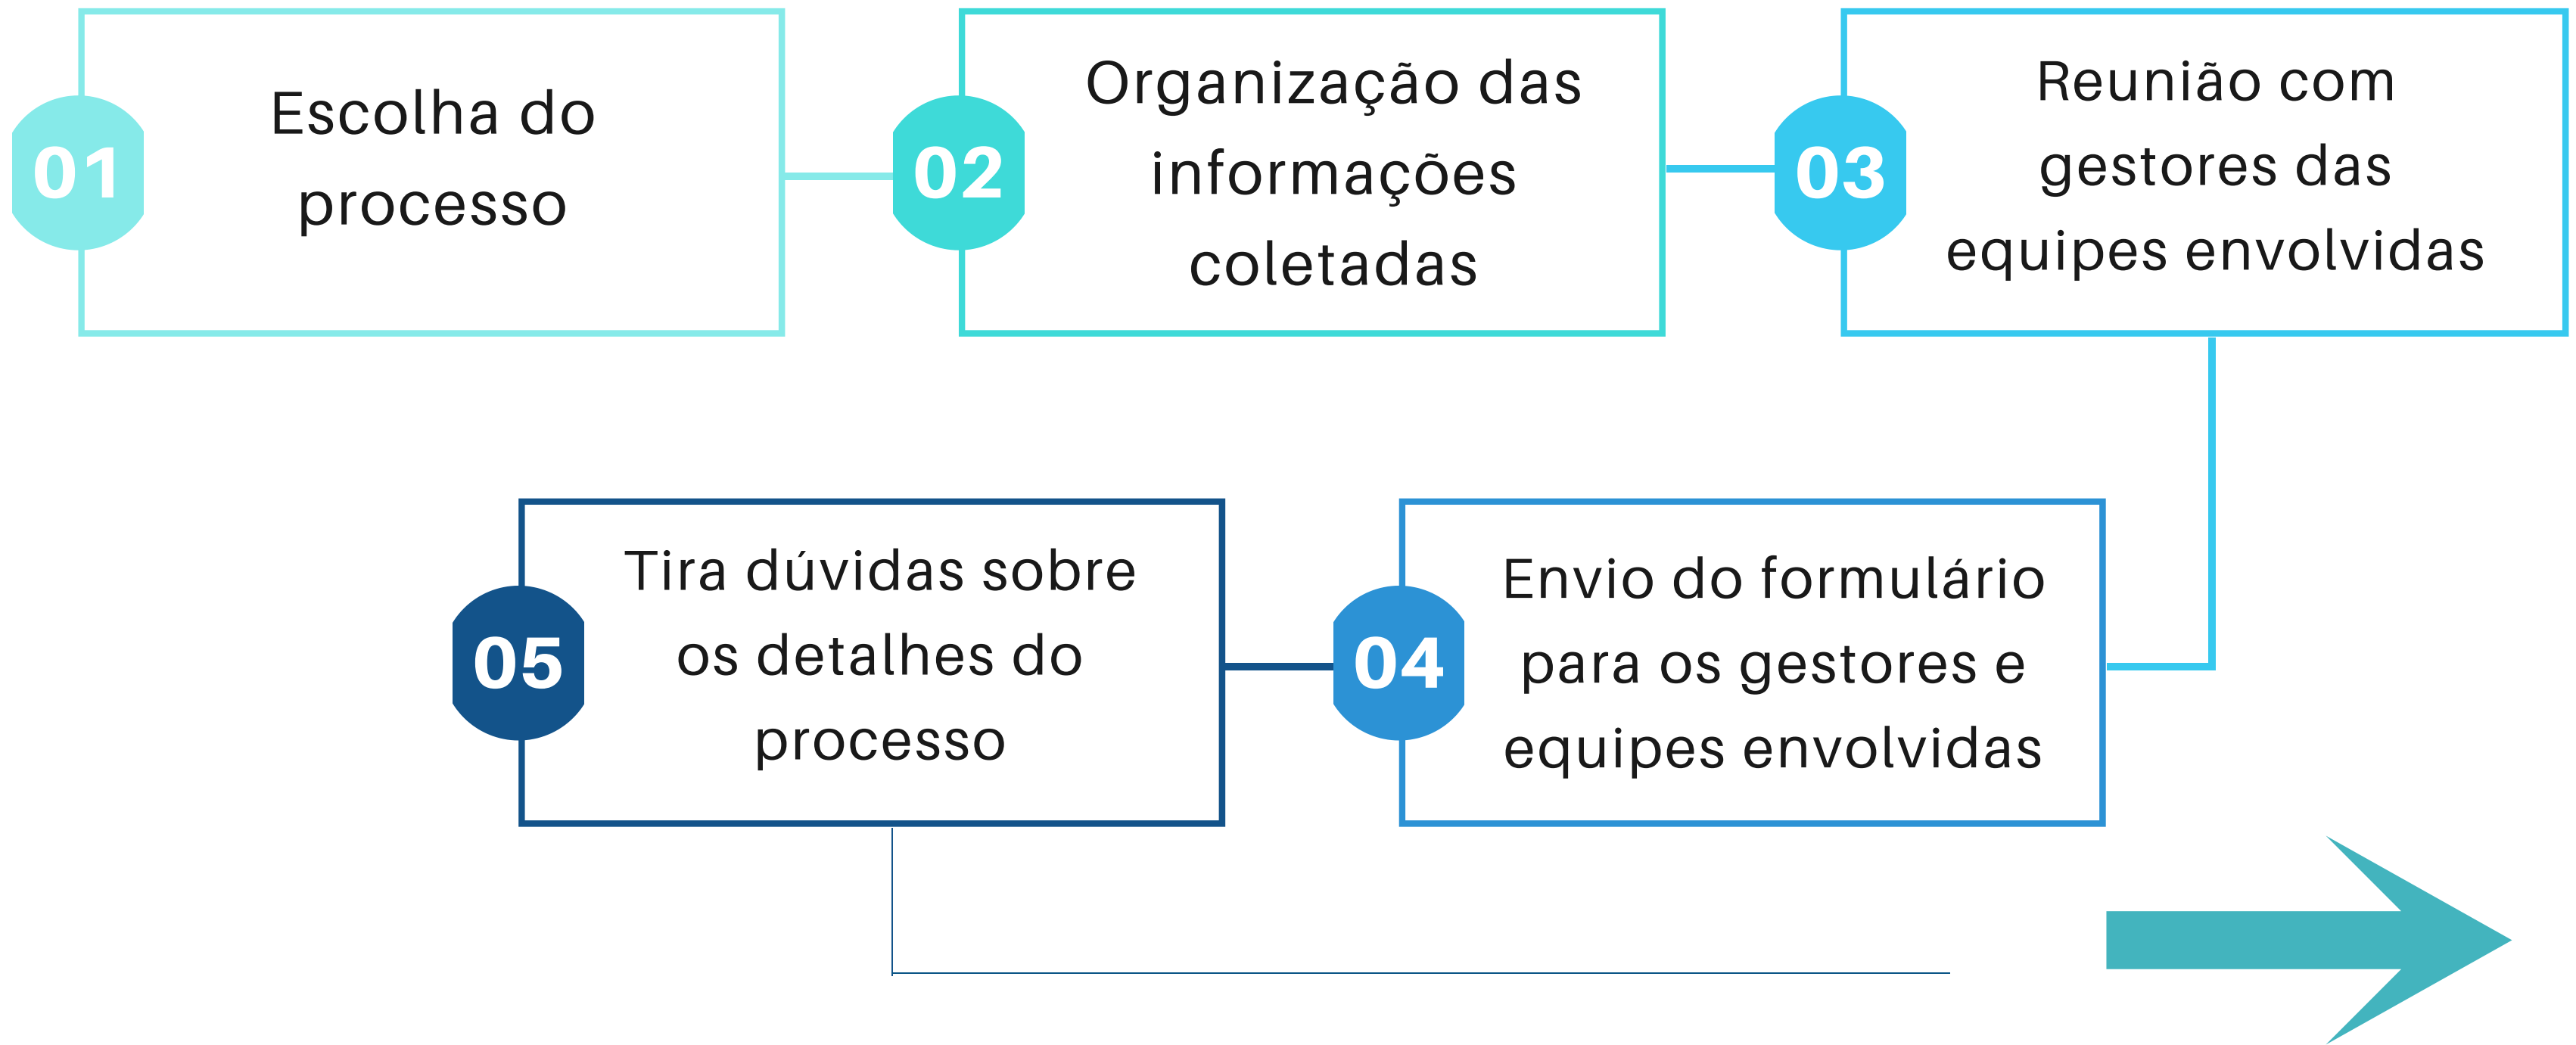 01
Escolha do
processo
02
Organização das
informações
coletadas
03
Reunião com
gestores das
equipes envolvidas
04
Envio do formulário
para os gestores e
equipes envolvidas
05
Tira dúvidas sobre
os detalhes do
processo